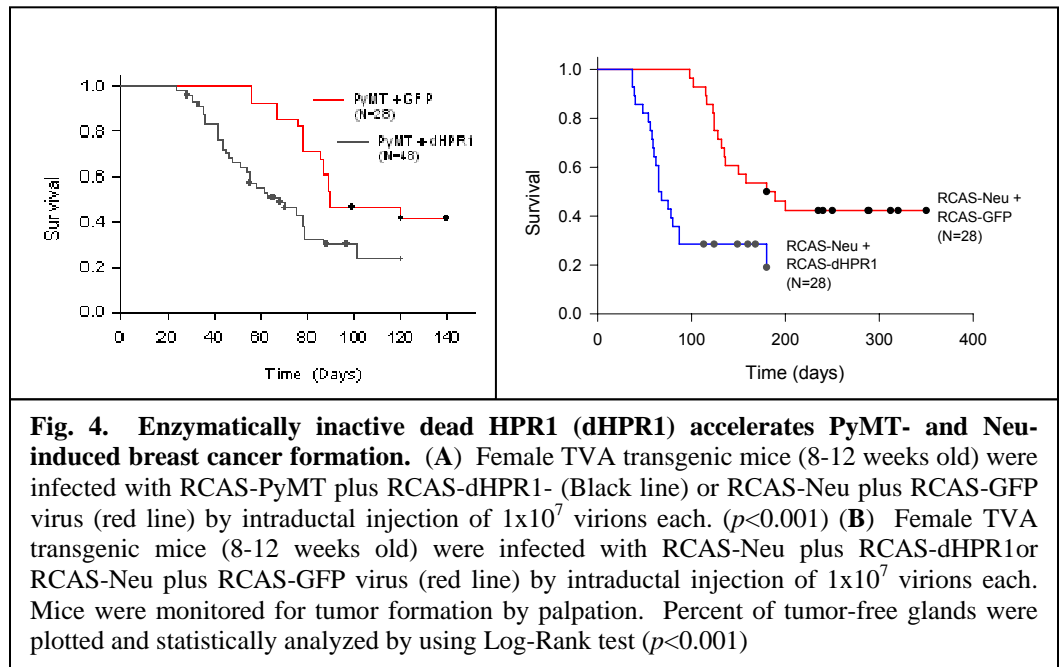 1.0
0.8
0.6
0.4
0.2
0.0
Survival
0 20 40 60 80 100 120 140
Time (Days)
PyMT + GFP
(N=28)
PyMT + dHPR1
(N=48)
1.0
0.8
0.6
0.4
0.2
0.0
Survival
0 100 200 300 400
Time (days)
RCAS-Neu +
RCAS-GFP
(N=28)
RCAS-Neu +
RCAS-dHPR1
(N=28)
Fig. 4. Enzymatically inactive dead HPR1 (dHPR1) accelerates PyMT- and Neu-
induced breast cancer formation. (A) Female TVA transgenic mice (8-12 weeks old) were
infected with RCAS-PyMT plus RCAS-dHPR1- (Black line) or RCAS-Neu plus RCAS-GFP
virus (red line) by intraductal injection of 1x10⁷ virions each. (p<0.001) (B) Female TVA
transgenic mice (8-12 weeks old) were infected with RCAS-Neu plus RCAS-dHPR1or
RCAS-Neu plus RCAS-GFP virus (red line) by intraductal injection of 1x10⁷ virions each.
Mice were monitored for tumor formation by palpation. Percent of tumor-free glands were
plotted and statistically analyzed by using Log-Rank test (p<0.001)